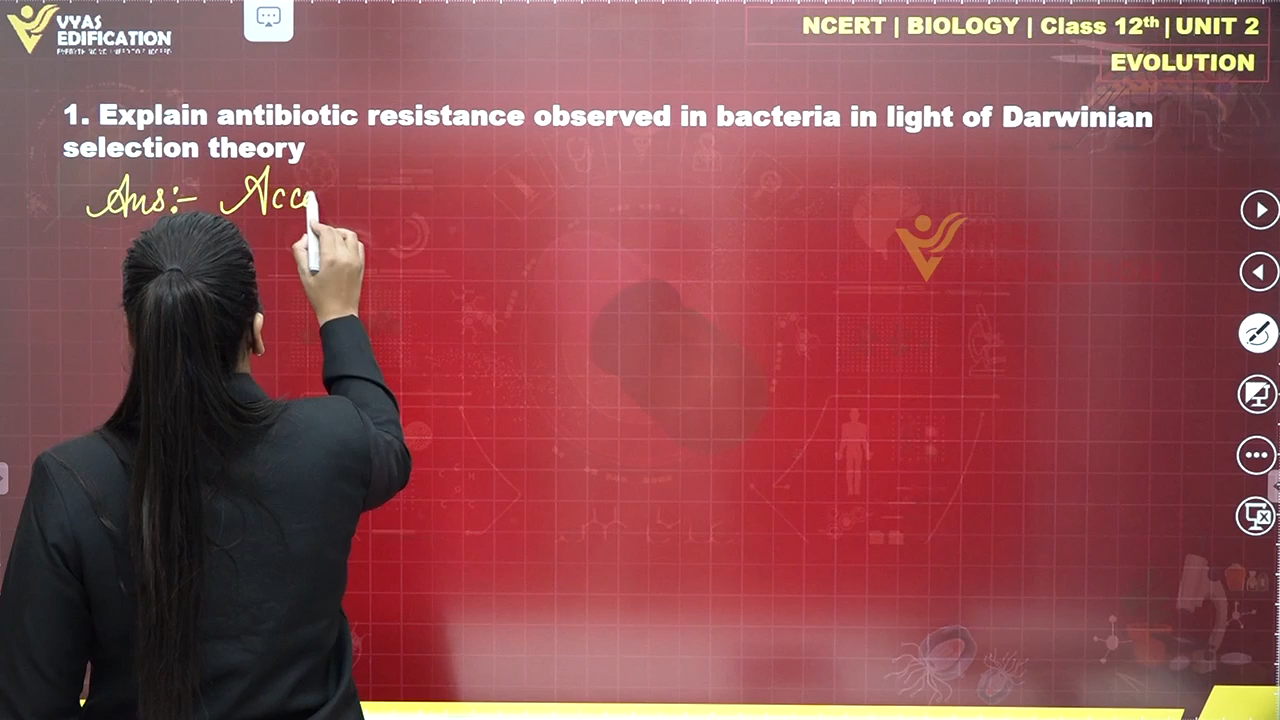 VYAS
EDIFICATION
NCERT | BIOLOGY | Class 12th | UNIT 2
EVOLUTION
1. Explain antibiotic resistance observed in bacteria in light of Darwinian
selection theory
Ans:- Acco